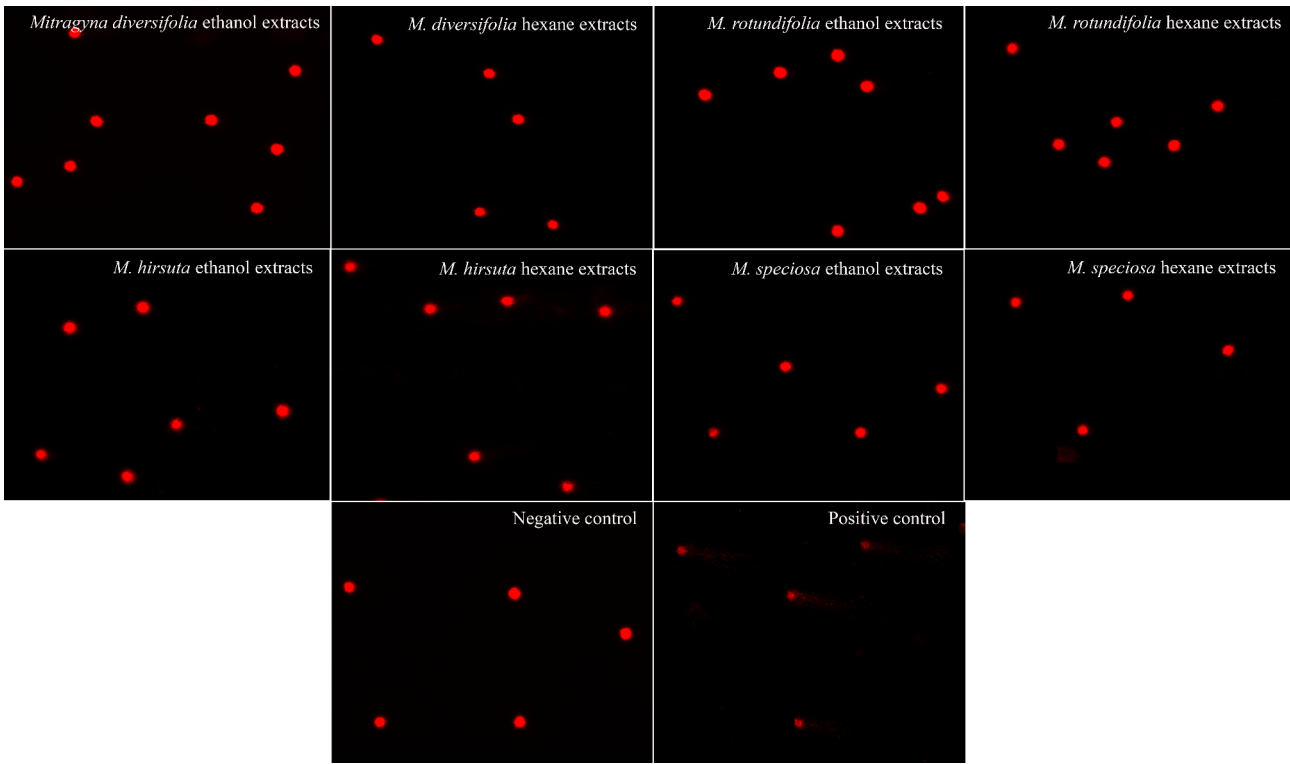 Mitragyna diversifolia ethanol extracts
M. diversifolia hexane extracts
M. rotundifolia ethanol extracts
M. rotundifolia hexane extracts
M. hirsuta ethanol extracts
M. hirsuta hexane extracts
M. speciosa ethanol extracts
M. speciosa hexane extracts
Negative control
Positive control